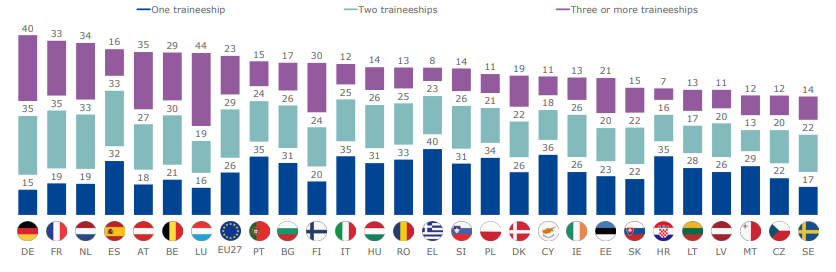 One traineeship Two traineeships Three or more traineeships
40 33 34 16 35 29 44 23 15 17 30 12 14 13 8 14 11 19 11 13 21 15 7 13 11 12 12 14
35 35 33 33 27 30 19 29 24 26 24 25 26 25 23 26 21 22 18 26 20 22 16 17 20 13 20 22
15 19 19 32 18 21 16 26 35 31 20 35 31 33 40 31 34 26 36 26 23 22 35 28 26 29 22 17
DE FR NL ES AT BE LU EU27 PT BG FI IT HU RO EL SI PL DK CY IE EE SK HR LT LV MT CZ SE